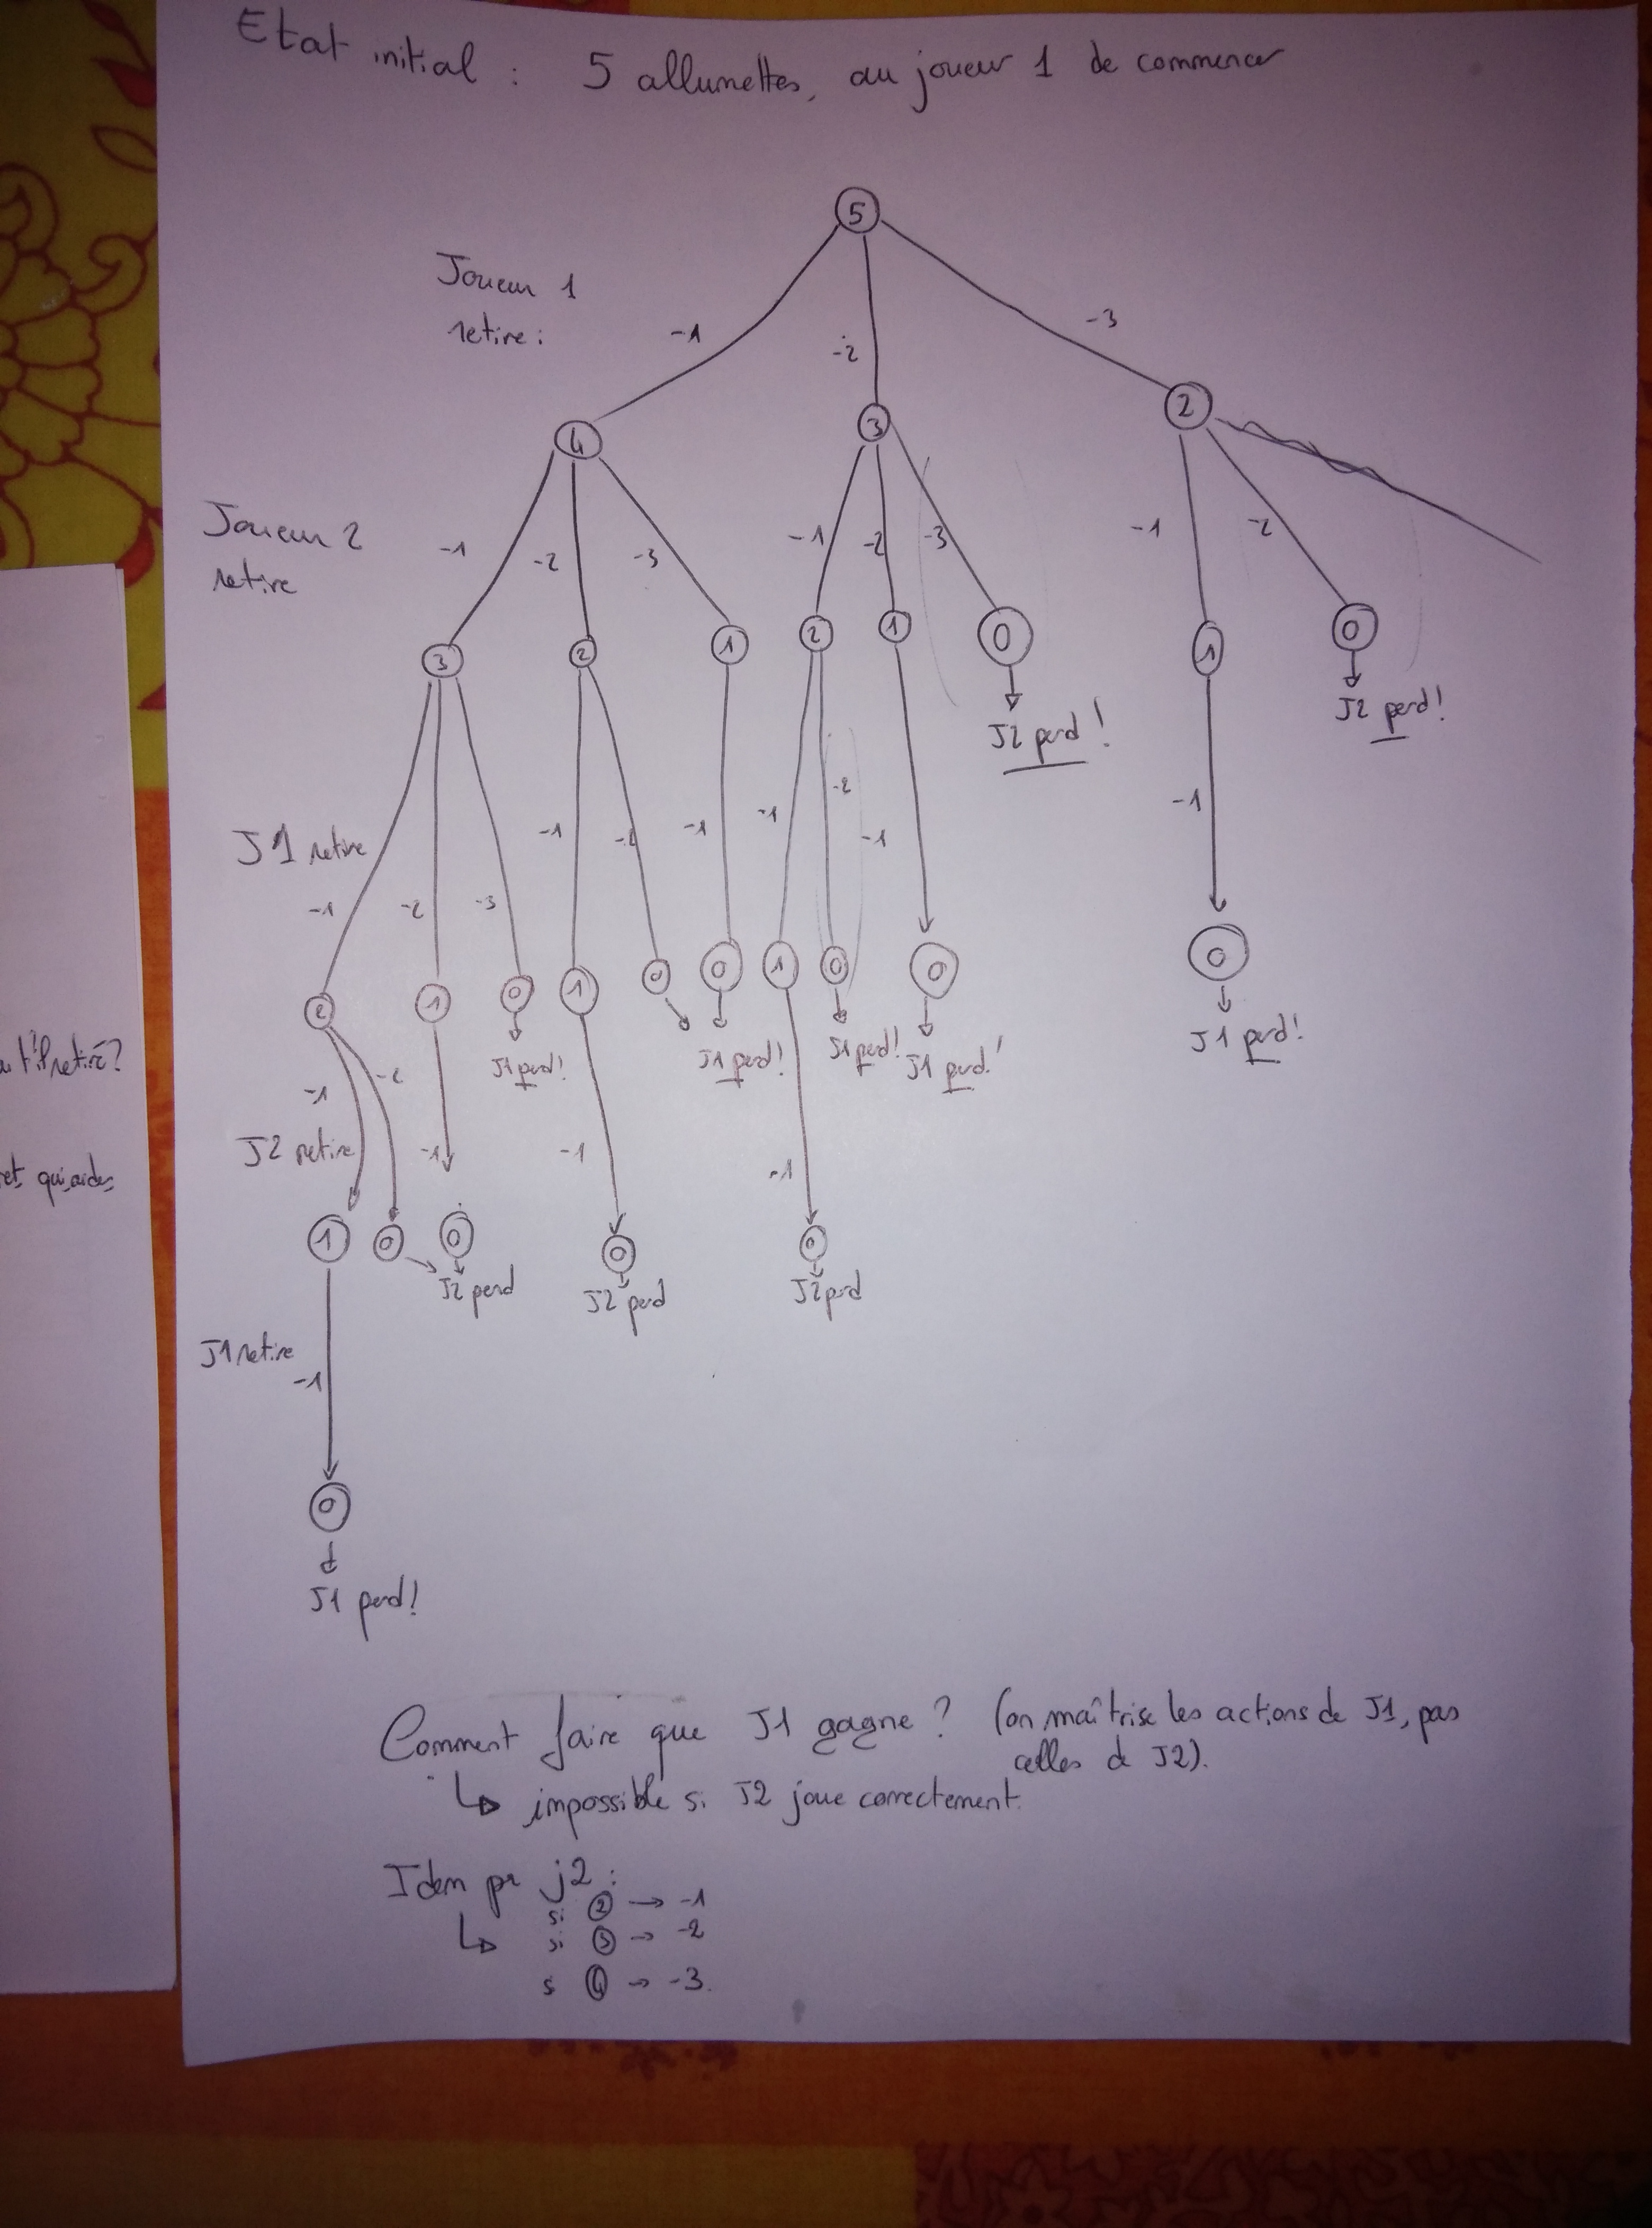 Etat initial : 5 allumettes, au joueur 1 de commencer
5
Joueur 1
retire :
-1 -2 -3
4 3 2
Joueur 2
retire
-1 -2 -3 -1 -2 -3 -1 -2
3 2 1 2 1 0 1 0
J2 perd ! J2 perd !
J1 retire
-1 -2 -3 -1 -2 -1 -1 -2 -1 -1
2 1 0 1 0 0 1 0 0 0
J1 perd! J1 perd! J1 perd! J1 perd! J1 perd!
-1 -2
J2 retire
-1 -1 -1
1 0 0 0 0
J2 perd J2 perd J2 perd
J1 retire
-1
0
J1 perd!
Comment faire que J1 gagne ? (on maîtrise les actions de J1, pas
celles de J2).
impossible si J2 joue correctement.
Idem pr j2 :
si 2 → -1
si 3 → -2
s 4 → -3.
t'il retiré ?
qui aides